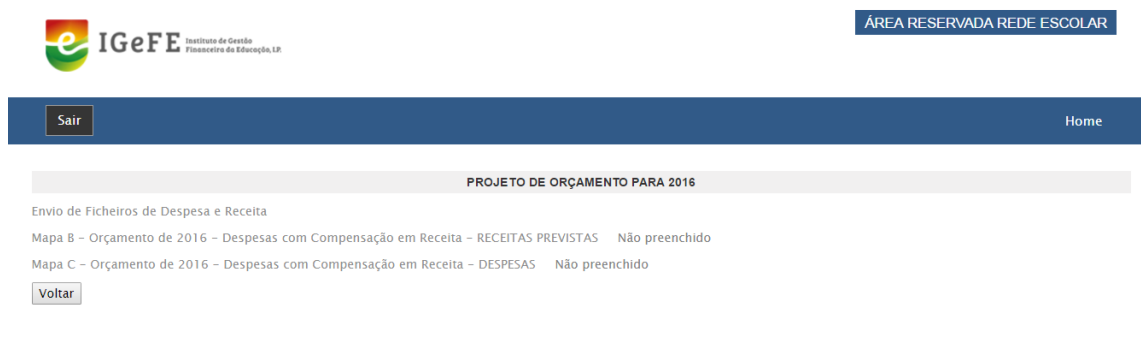 IGeFE Instituto de Gestão
Financeira da Educação, I.P.
ÁREA RESERVADA REDE ESCOLAR
Sair
Home
PROJETO DE ORÇAMENTO PARA 2016
Envio de Ficheiros de Despesa e Receita
Mapa B – Orçamento de 2016 – Despesas com Compensação em Receita – RECEITAS PREVISTAS Não preenchido
Mapa C – Orçamento de 2016 – Despesas com Compensação em Receita – DESPESAS Não preenchido
Voltar